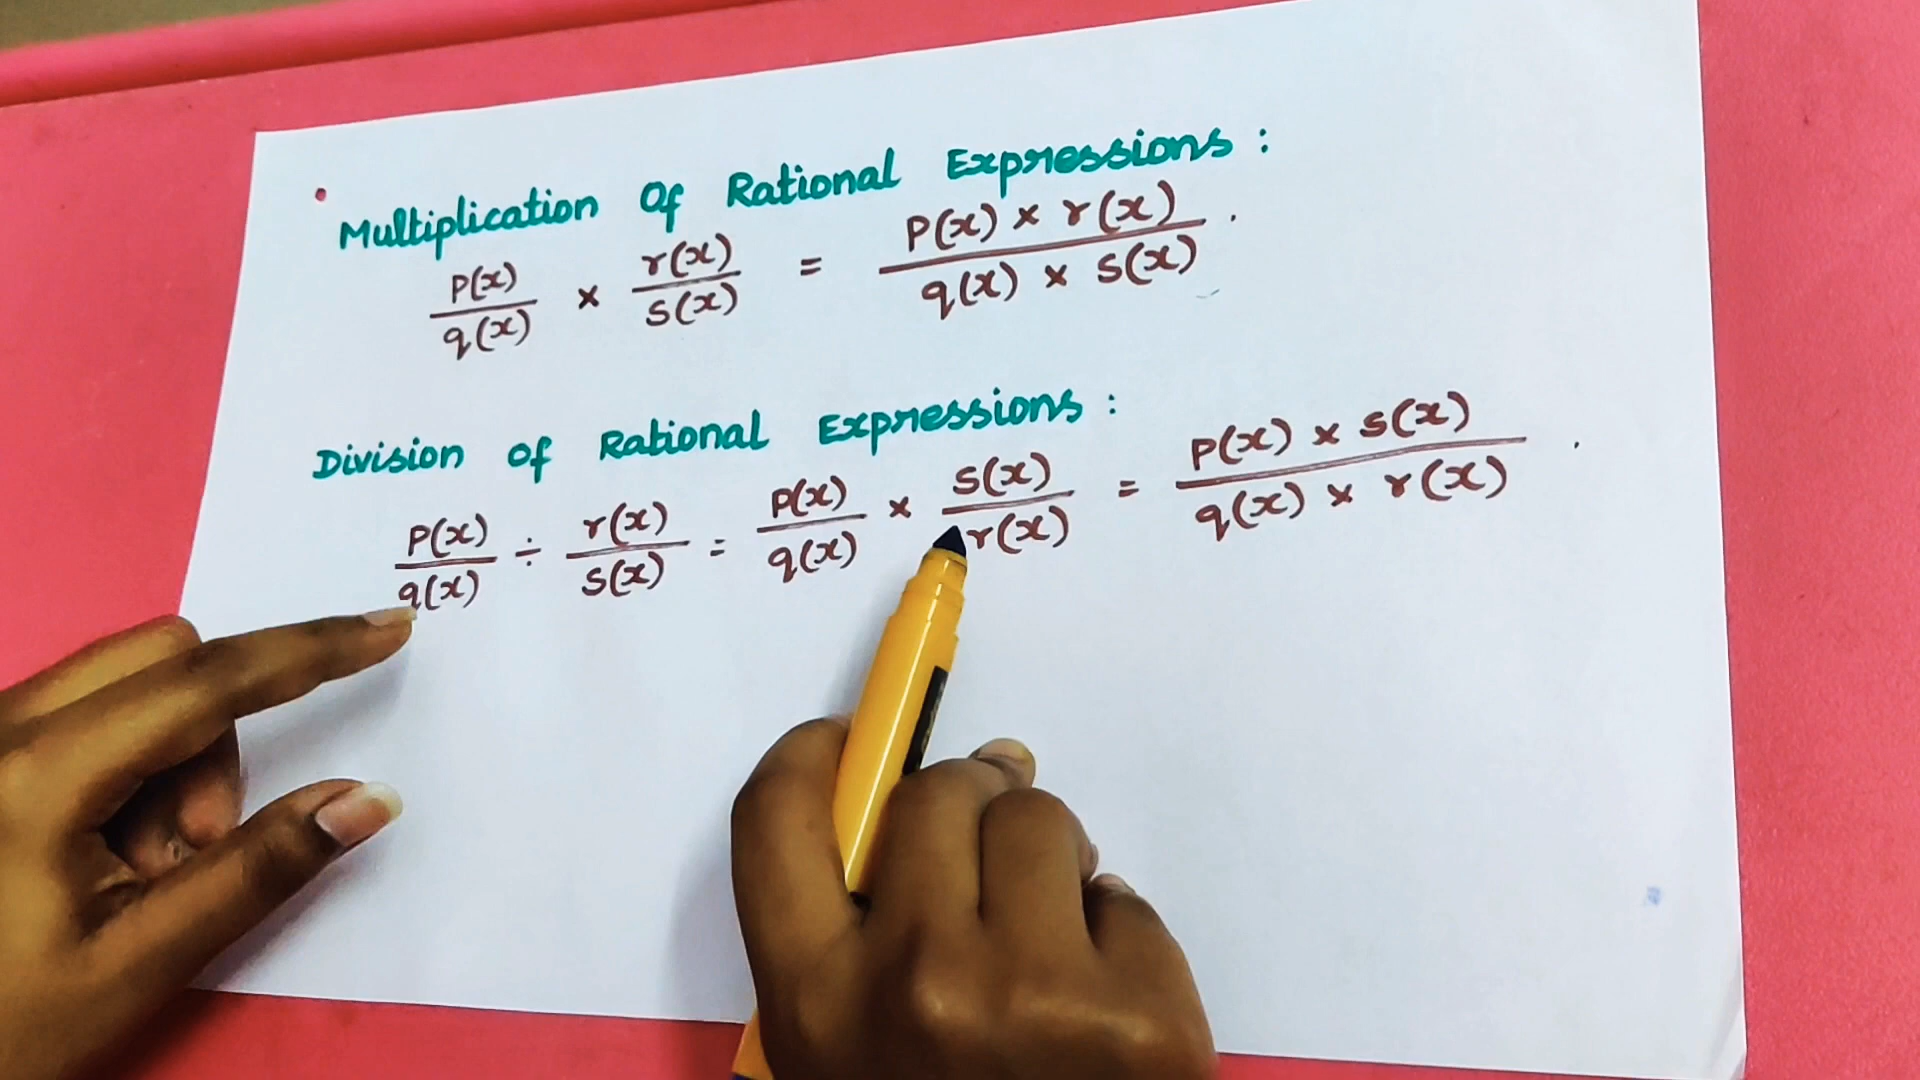 Multiplication Of Rational Expressions :
P(x)/q(x) × r(x)/s(x) = P(x) × r(x)/q(x) × s(x) .
Division of Rational Expressions :
P(x)/q(x) ÷ r(x)/s(x) = P(x)/q(x) × s(x)/r(x) = P(x) × s(x)/q(x) × r(x) .